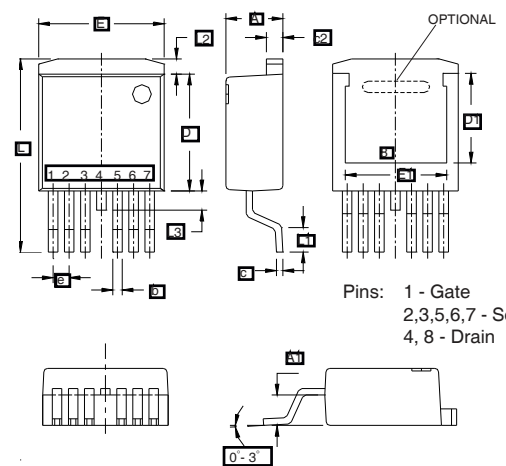 E
A
OPTIONAL
L2
c2
D
D1
L
1 2 3 4 5 6 7
B1
E1
L3
L1
e
b
c
Pins: 1 - Gate
2,3,5,6,7 - S
4, 8 - Drain
A1
0°- 3°